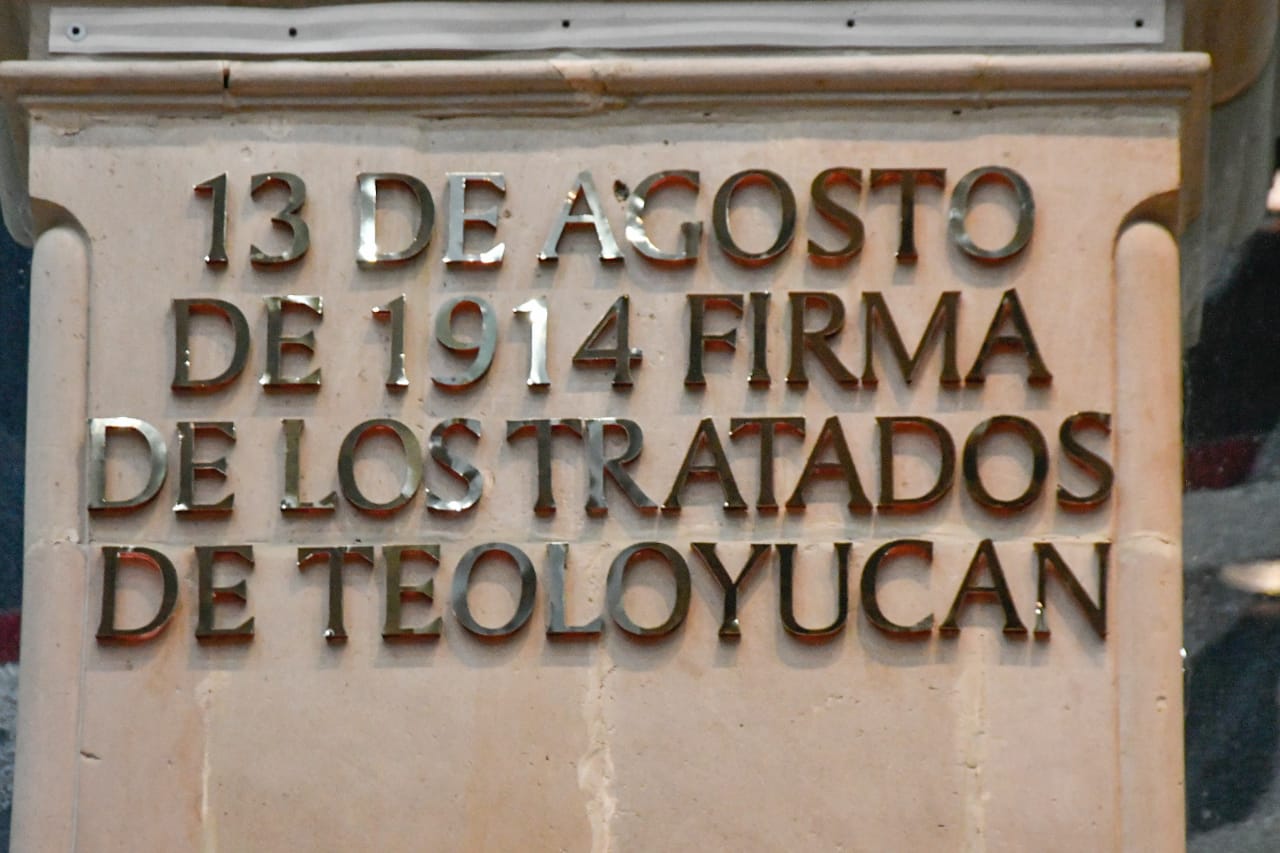 13 DE AGOSTO
DE 1914 FIRMA
DE LOS TRATADOS
DE TEOLOYUCAN